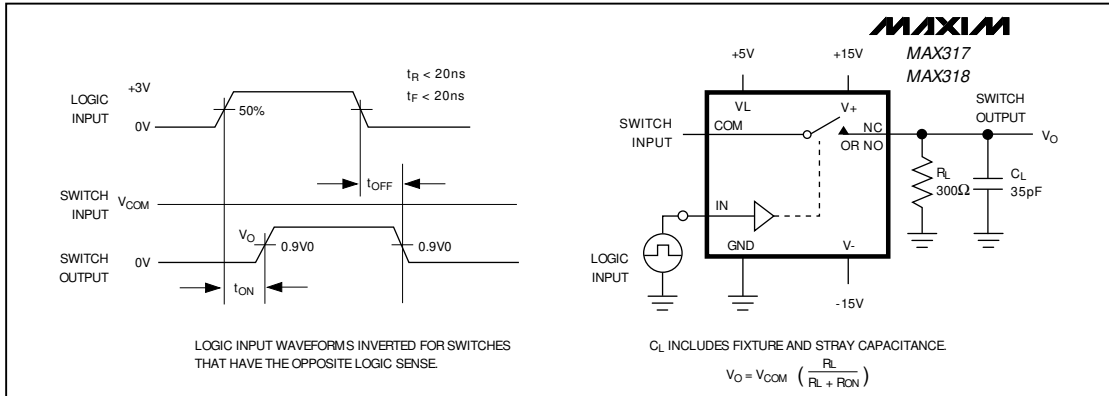 LOGIC
INPUT
+3V
0V
50%
tR < 20ns
tF < 20ns
tOFF
SWITCH
INPUT
VCOM
VO
0.9V0
0.9V0
SWITCH
OUTPUT
0V
tON
LOGIC INPUT WAVEFORMS INVERTED FOR SWITCHES
THAT HAVE THE OPPOSITE LOGIC SENSE.
MAXIM
MAX317
MAX318
+5V
+15V
VL
V+
SWITCH
INPUT
COM
NC
OR NO
SWITCH
OUTPUT
VO
RL
300Ω
CL
35pF
IN
GND
V-
LOGIC
INPUT
-15V
CL INCLUDES FIXTURE AND STRAY CAPACITANCE.
VO = VCOM ( RL / RL + RON )